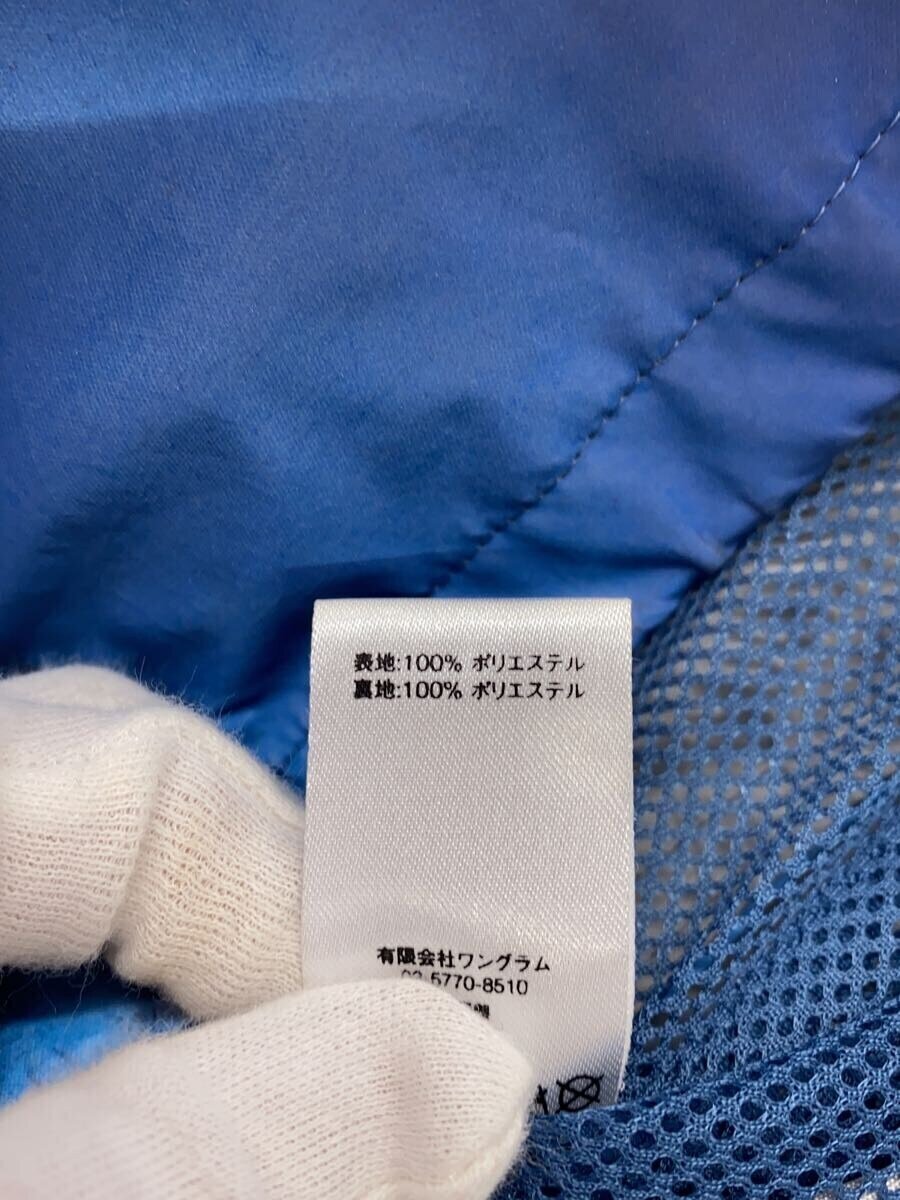 表地:100% ポリエステル
裏地:100% ポリエステル
有限会社ワングラム
5770-8510